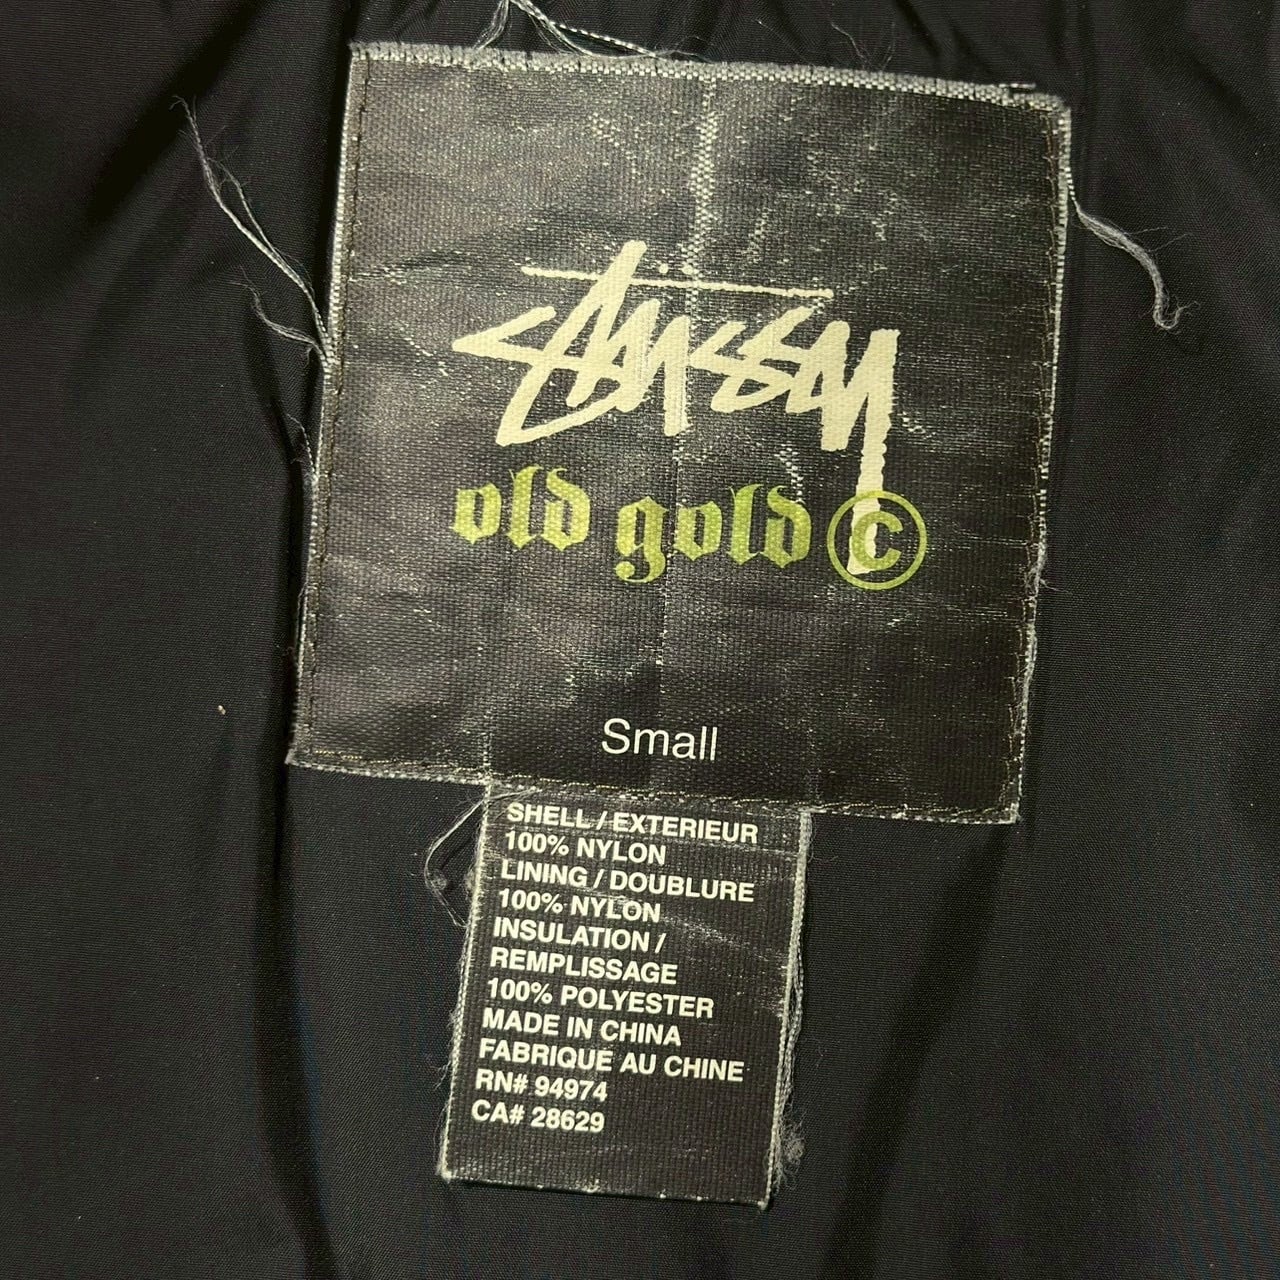 stüssy
old gold ©
Small
SHELL / EXTERIEUR
100% NYLON
LINING / DOUBLURE
100% NYLON
INSULATION /
REMPLISSAGE
100% POLYESTER
MADE IN CHINA
FABRIQUE AU CHINE
RN# 94974
CA# 28629